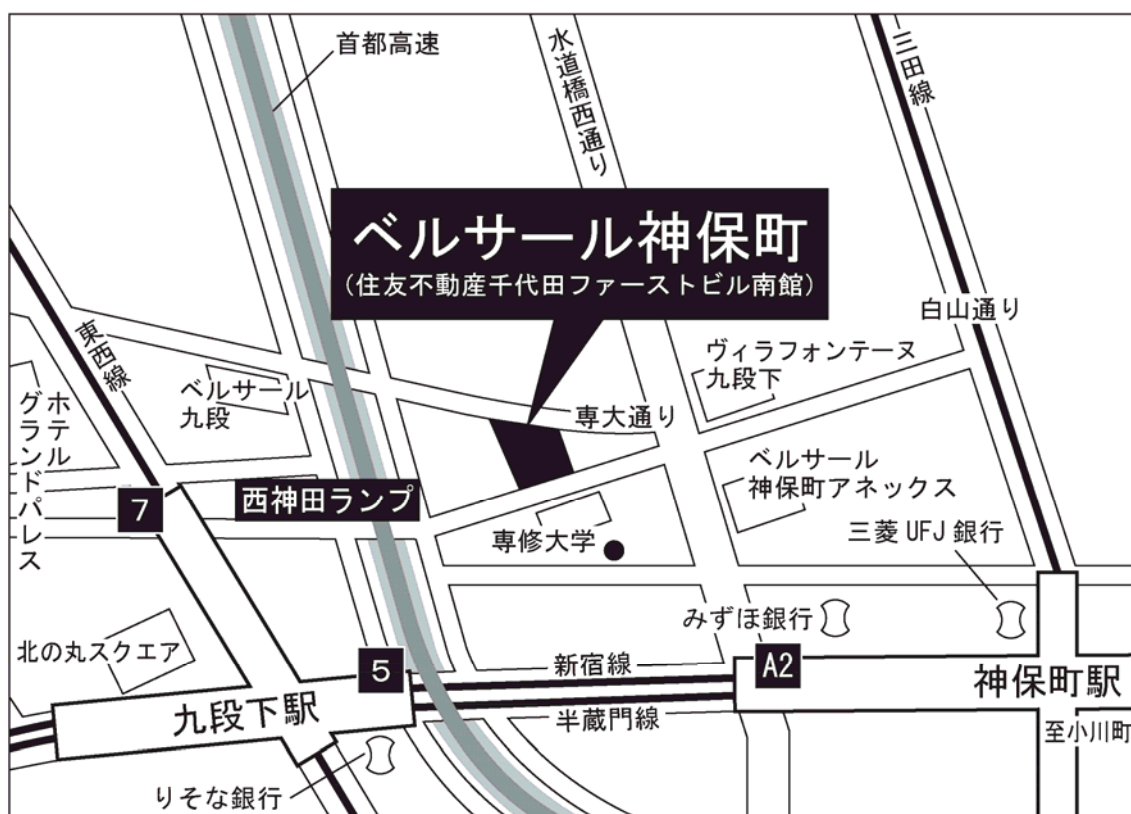 首都高速
水道橋西通り
三田線
ベルサール神保町
(住友不動産千代田ファーストビル南館)
白山通り
東西線
ヴィラフォンテーヌ
九段下
ベルサール
九段
専大通り
ホテル
グランドパレス
ベルサール
神保町アネックス
7
西神田ランプ
専修大学
三菱UFJ銀行
みずほ銀行
北の丸スクエア
5
新宿線
A2
神保町駅
九段下駅
半蔵門線
至小川町
りそな銀行